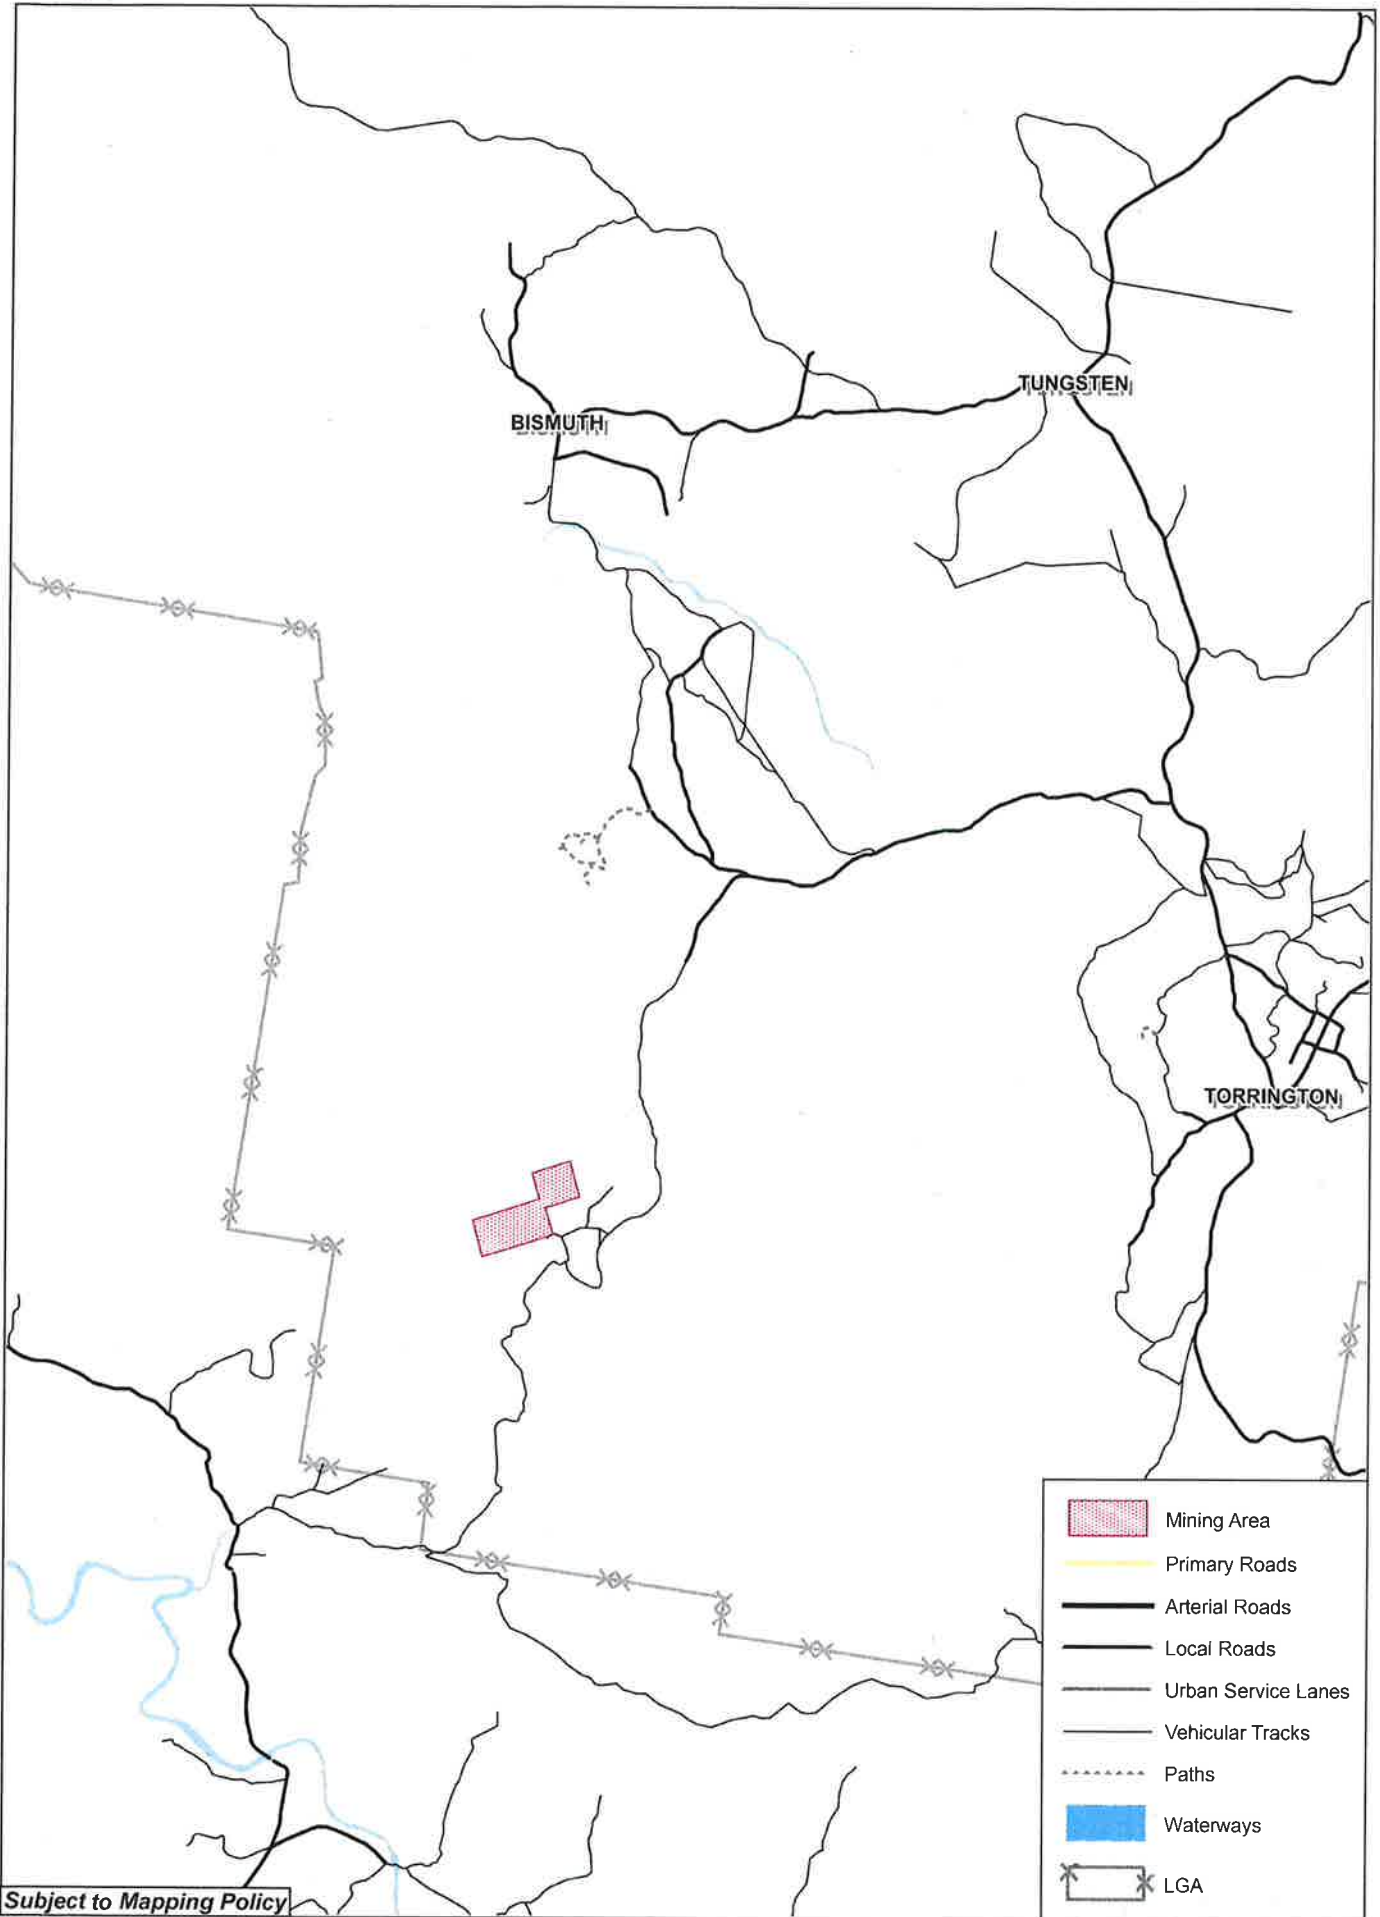 TUNGSTEN
BISMUTH
TORRINGTON
Mining Area
Primary Roads
Arterial Roads
Local Roads
Urban Service Lanes
Vehicular Tracks
Paths
Waterways
LGA
Subject to Mapping Policy